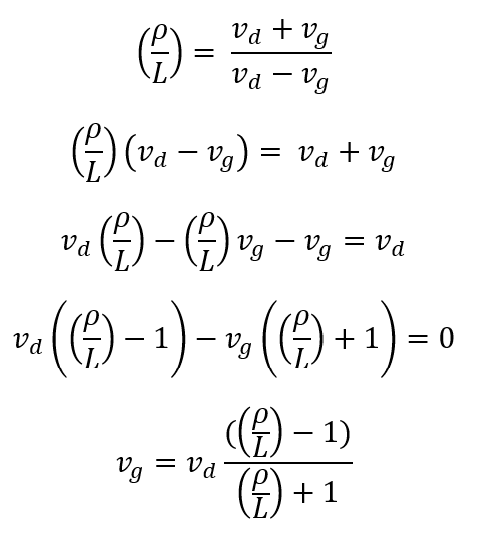 (ρ/L) = (v_d + v_g)/(v_d − v_g)
(ρ/L)(v_d − v_g) = v_d + v_g
v_d(ρ/L) − (ρ/L)v_g − v_g = v_d
v_d((ρ/L) − 1) − v_g((ρ/L) + 1) = 0
v_g = v_d ((ρ/L) − 1)/((ρ/L) + 1)